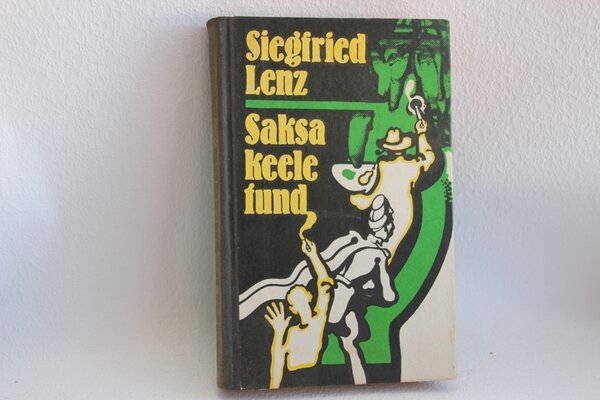 Siegfried
Lenz
Saksa
keele
tund